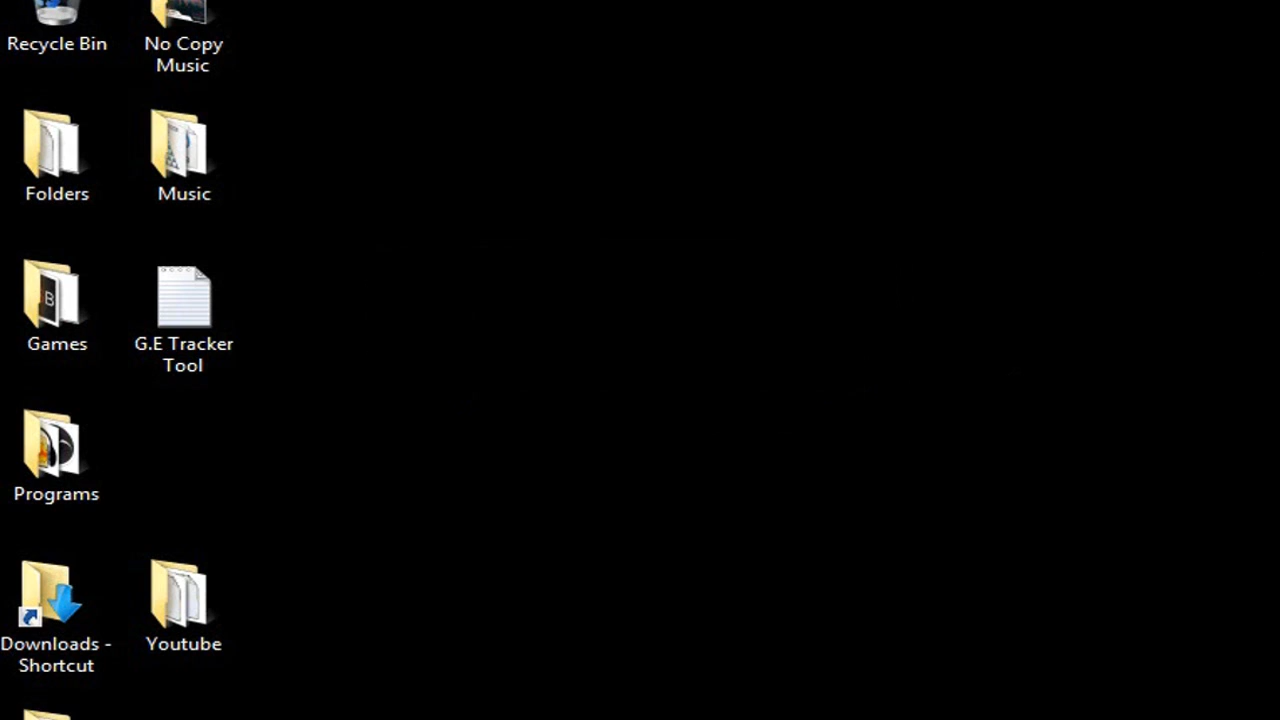 Recycle Bin
No Copy
Music
Folders
Music
Games
B
G.E Tracker
Tool
Programs
Downloads -
Shortcut
Youtube